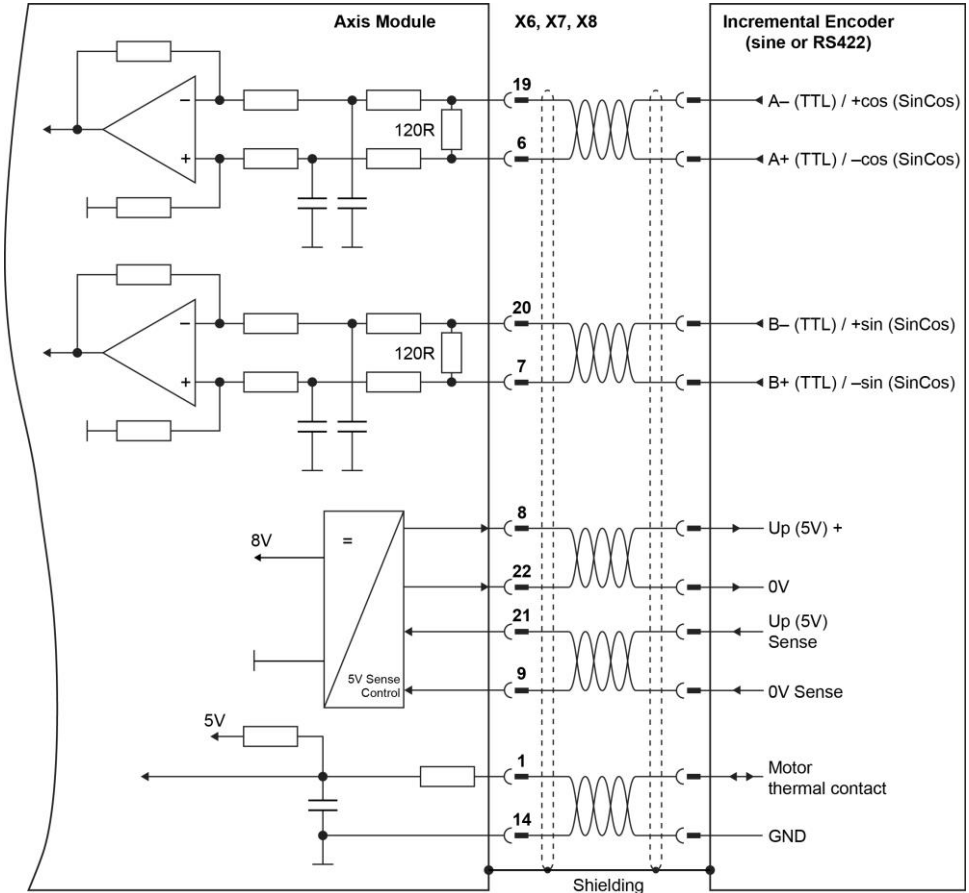 Axis Module
X6, X7, X8
Incremental Encoder
(sine or RS422)
19
A– (TTL) / +cos (SinCos)
120R
6
A+ (TTL) / –cos (SinCos)
–
+
20
B– (TTL) / +sin (SinCos)
120R
7
B+ (TTL) / –sin (SinCos)
–
+
8
Up (5V) +
8V
=
22
0V
21
Up (5V)
Sense
5V Sense
Control
9
0V Sense
5V
1
Motor
thermal contact
14
GND
Shielding